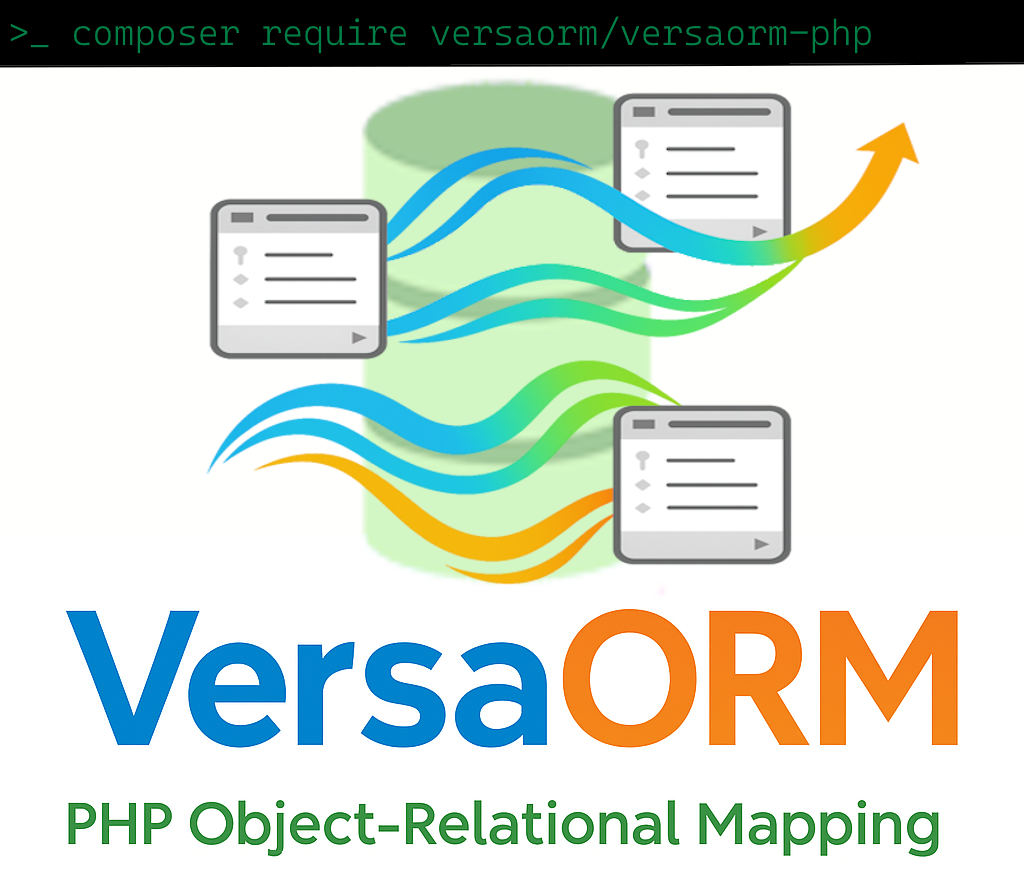 >_ composer require versaorm/versaorm-php
VersaORM
PHP Object-Relational Mapping